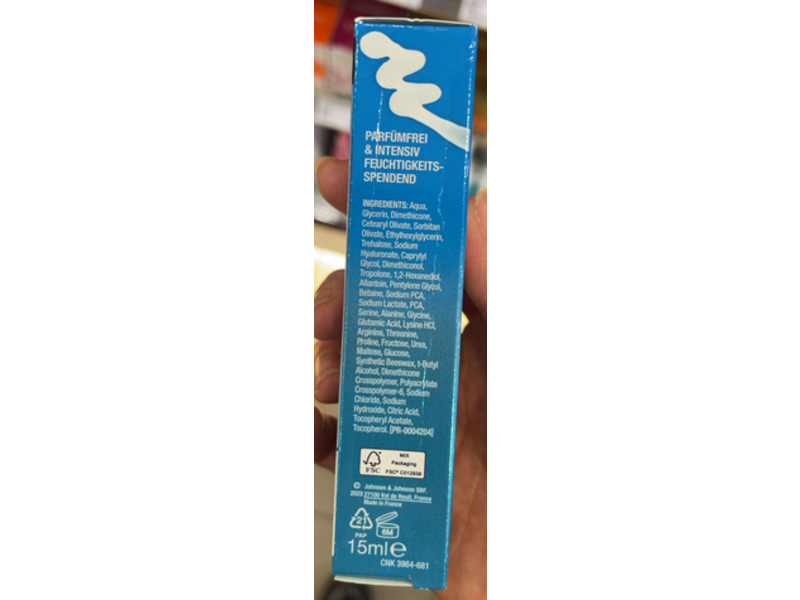 PARFÜMFREI
& INTENSIV
FEUCHTIGKEITS-
SPENDEND
INGREDIENTS: Aqua,
Glycerin, Dimethicone,
Cetearyl Olivate, Sorbitan
Olivate, Ethylhexylglycerin,
Trehalose, Sodium
Hyaluronate, Caprylyl
Glycol, Dimethiconol,
Tropolone, 1,2-Hexanediol,
Allantoin, Pentylene Glycol,
Betaine, Sodium PCA,
Sodium Lactate, PCA,
Serine, Alanine, Glycine,
Glutamic Acid, Lysine HCl,
Arginine, Threonine,
Proline, Fructose, Urea,
Maltose, Glucose,
Synthetic Beeswax, t-Butyl
Alcohol, Dimethicone
Crosspolymer, Polyacrylate
Crosspolymer-6, Sodium
Chloride, Sodium
Hydroxide, Citric Acid,
Tocopheryl Acetate,
Tocopherol. [PR-0004204]
FSC
MIX
Packaging
FSC® C012938
© Johnson & Johnson SBF.
2023 27100 Val de Reuil, France
Made in France
21
PAP
6M
15ml e
CNK 3964-681